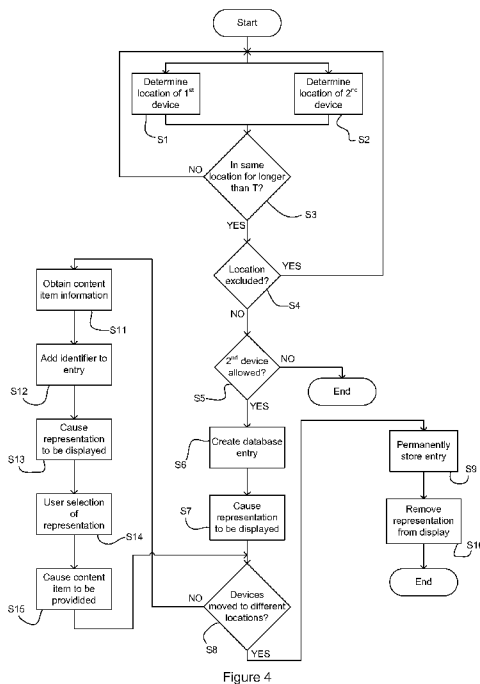 Start
Determine
location of 1st
device
S1
Determine
location of 2nd
device
S2
In same
location for longer
than T?
NO
S3
YES
Location
excluded?
YES
S4
NO
2nd device
allowed?
NO
S5
End
YES
Create database
entry
S6
Cause
representation
to be displayed
S7
Devices
moved to different
locations?
NO
S8
YES
Obtain content
item information
S11
Add identifier to
entry
S12
Cause
representation
to be displayed
S13
User selection
of
representation
S14
Cause content
item to be
providided
S15
Permanently
store entry
S9
Remove
representation
from display
S10
End
Figure 4